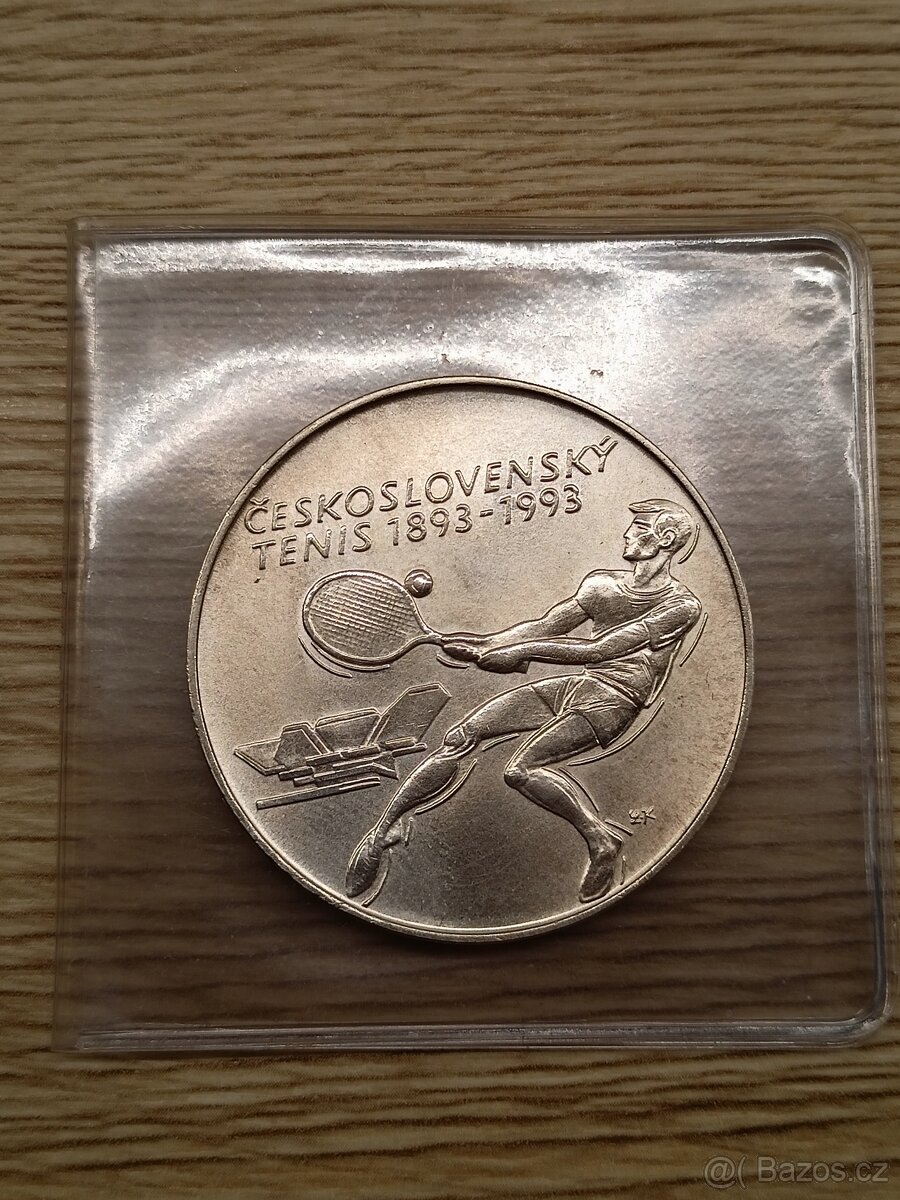 ČESKOSLOVENSKÝ
TENIS 1893-1993
@( Bazos.cz